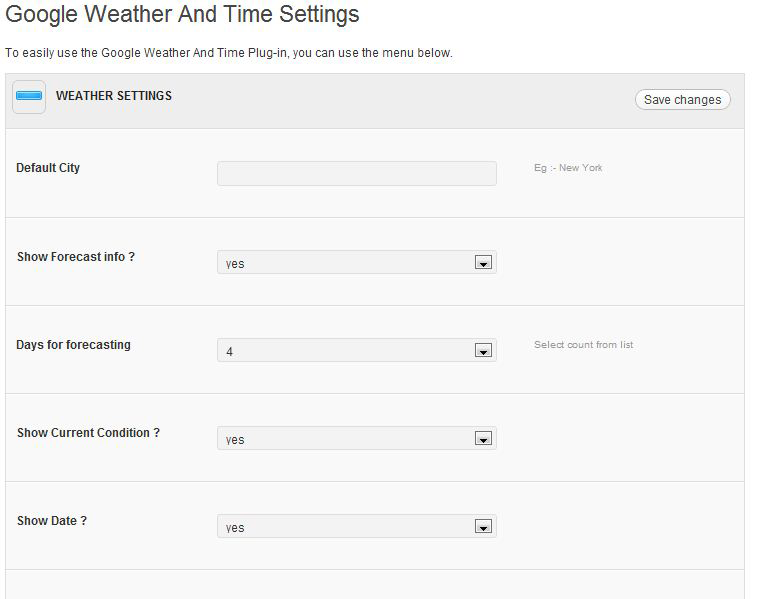 Google Weather And Time Settings
To easily use the Google Weather And Time Plug-in, you can use the menu below.
WEATHER SETTINGS
Save changes
Default City
Eg :- New York
Show Forecast info ?
yes
Days for forecasting
4
Select count from list
Show Current Condition ?
yes
Show Date ?
yes